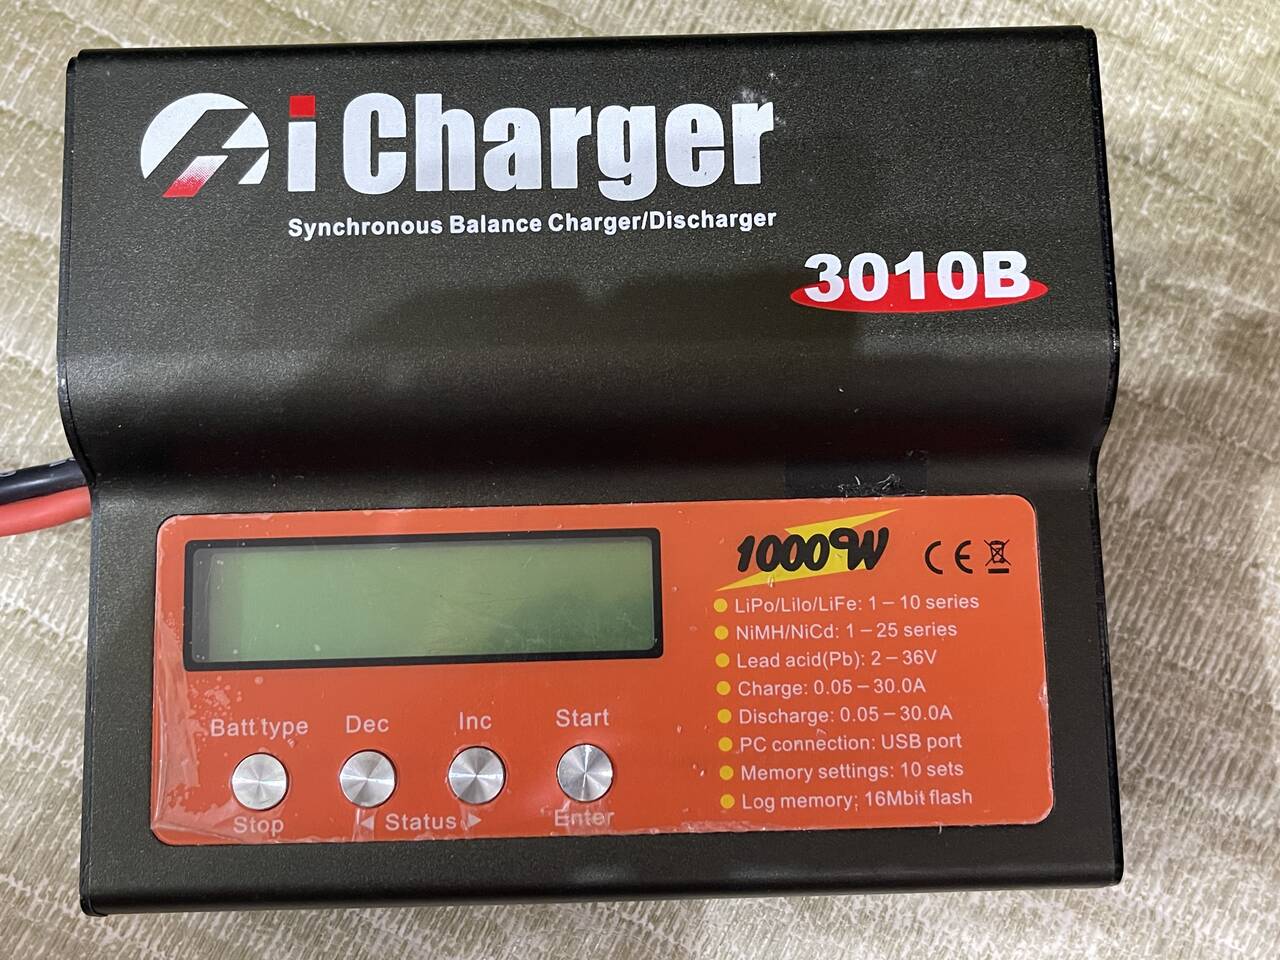 i Charger
Synchronous Balance Charger/Discharger
3010B
1000W
CE
LiPo/LiIo/LiFe: 1 – 10 series
NiMH/NiCd: 1 – 25 series
Lead acid(Pb): 2 – 36V
Charge: 0.05 – 30.0A
Discharge: 0.05 – 30.0A
PC connection: USB port
Memory settings: 10 sets
Log memory: 16Mbit flash
Batt type
Dec
Inc
Start
Stop
◄ Status ►
Enter